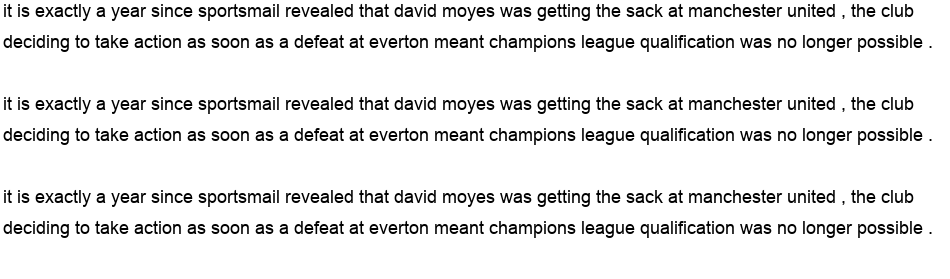 it is exactly a year since sportsmail revealed that david moyes was getting the sack at manchester united , the club
deciding to take action as soon as a defeat at everton meant champions league qualification was no longer possible .
it is exactly a year since sportsmail revealed that david moyes was getting the sack at manchester united , the club
deciding to take action as soon as a defeat at everton meant champions league qualification was no longer possible .
it is exactly a year since sportsmail revealed that david moyes was getting the sack at manchester united , the club
deciding to take action as soon as a defeat at everton meant champions league qualification was no longer possible .